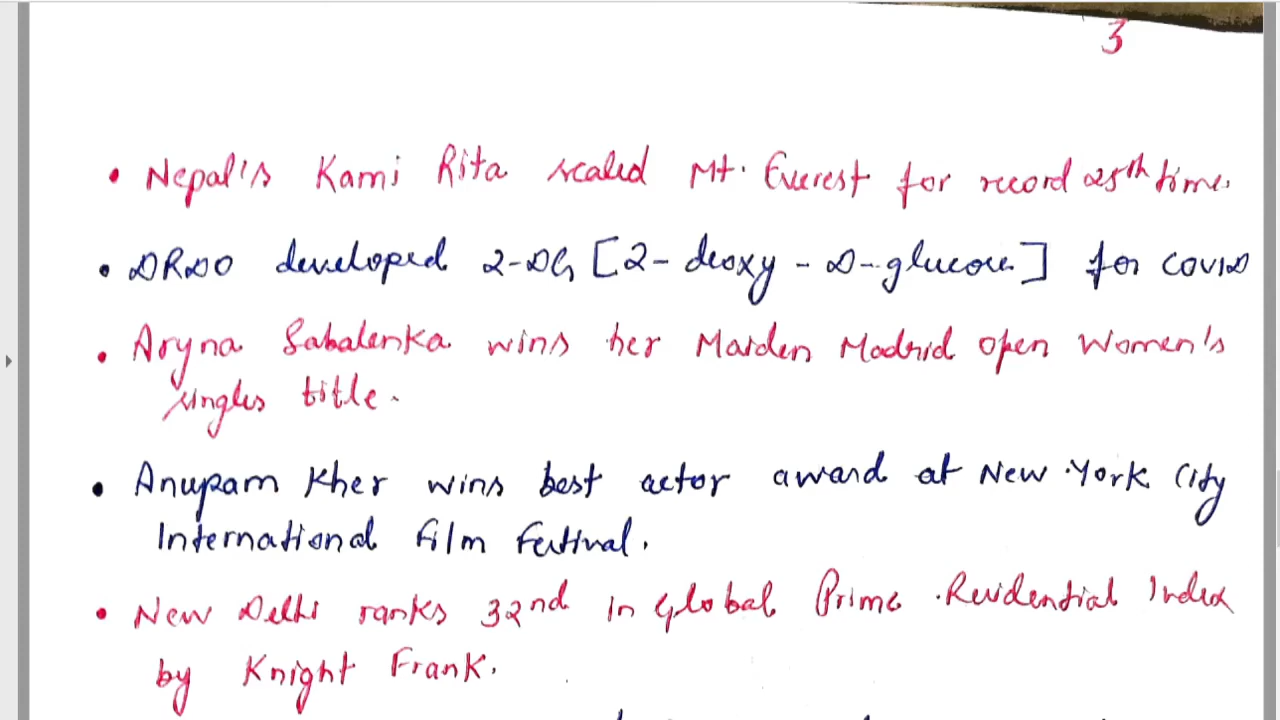 3
• Nepal's Kami Rita scaled Mt. Everest for record 25th time.
• DRDO developed 2-DG [2-deoxy-D-glucose] for COVID
• Aryna Sabalenka wins her Maiden Madrid open Women's
singles title.
• Anupam Kher wins best actor award at New York City
International Film Festival.
• New Delhi ranks 32nd in Global Prime Residential Index
by Knight Frank.